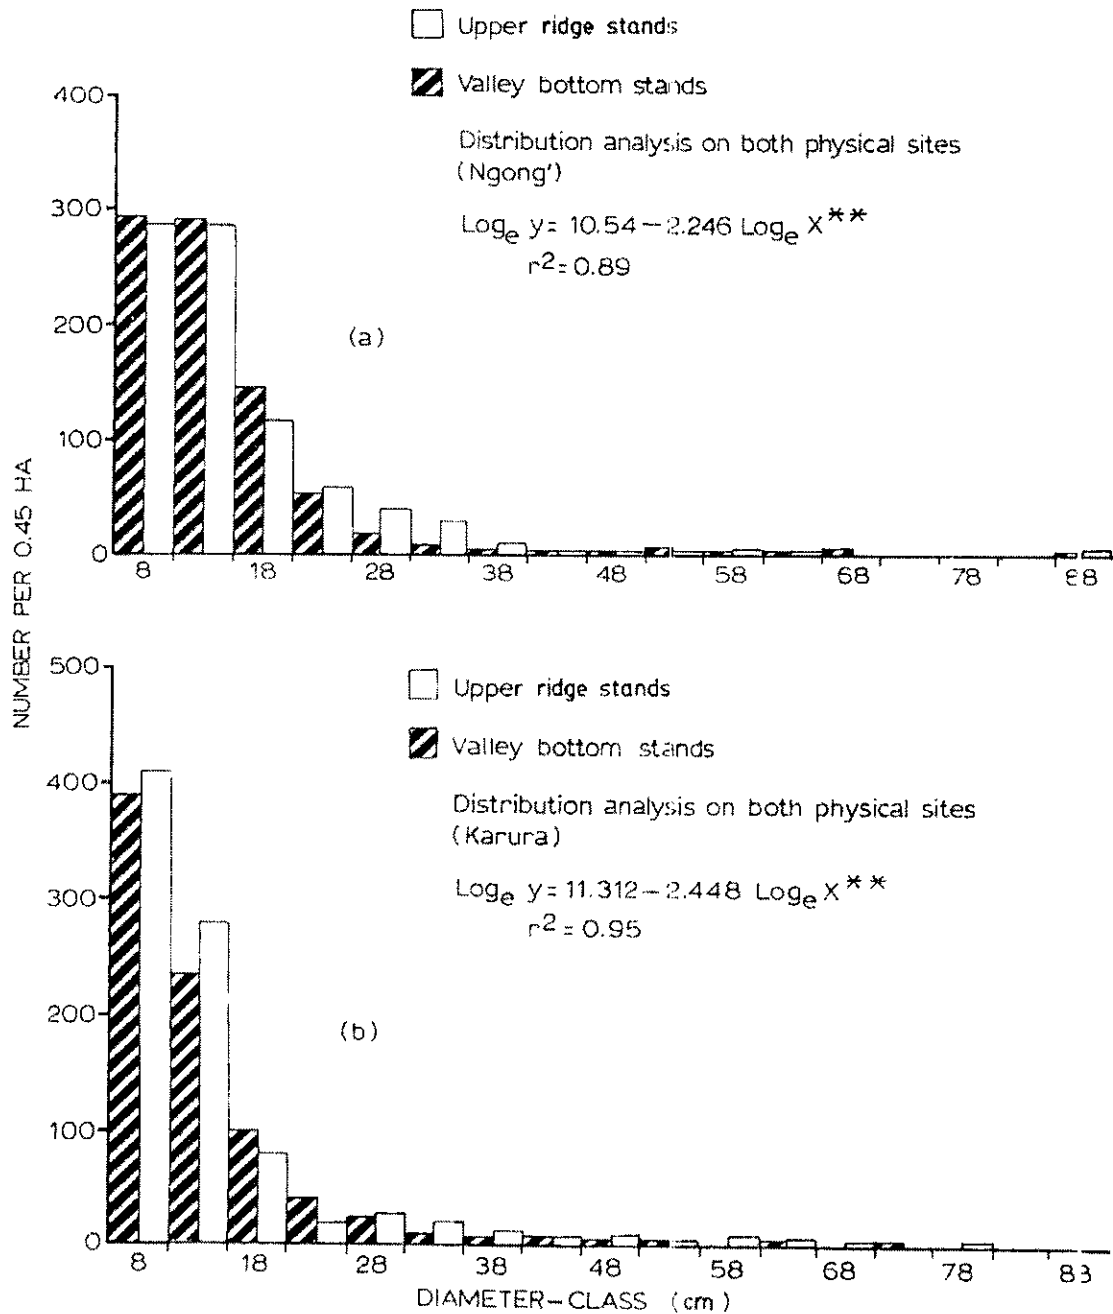 Upper ridge stands
Valley bottom stands
Distribution analysis on both physical sites
(Ngong')
Logₑ y = 10.54 – 2.246 Logₑ X**
r² = 0.89
(a)
400
300
200
100
0
8 18 28 38 48 58 68 78 88
NUMBER PER 0.45 HA
Upper ridge stands
Valley bottom stands
Distribution analysis on both physical sites
(Karura)
Logₑ y = 11.312 – 2.448 Logₑ X**
r² = 0.95
(b)
500
400
300
200
100
0
8 18 28 38 48 58 68 78 88
DIAMETER–CLASS (cm)